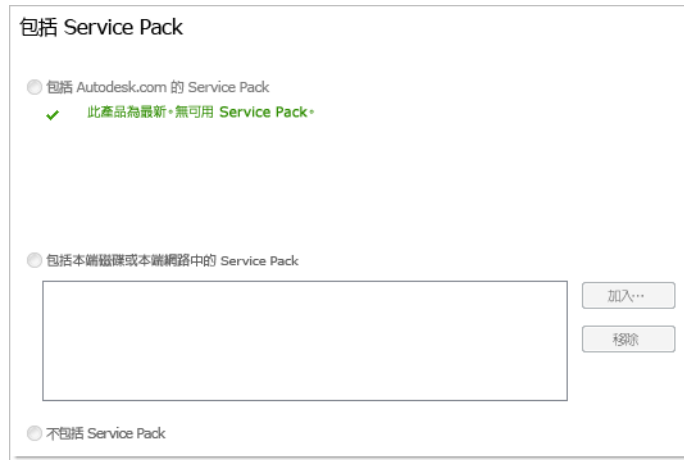 包括 Service Pack
包括 Autodesk.com 的 Service Pack
此產品為最新。無可用 Service Pack。
包括本端磁碟或本端網路中的 Service Pack
加入...
移除
不包括 Service Pack